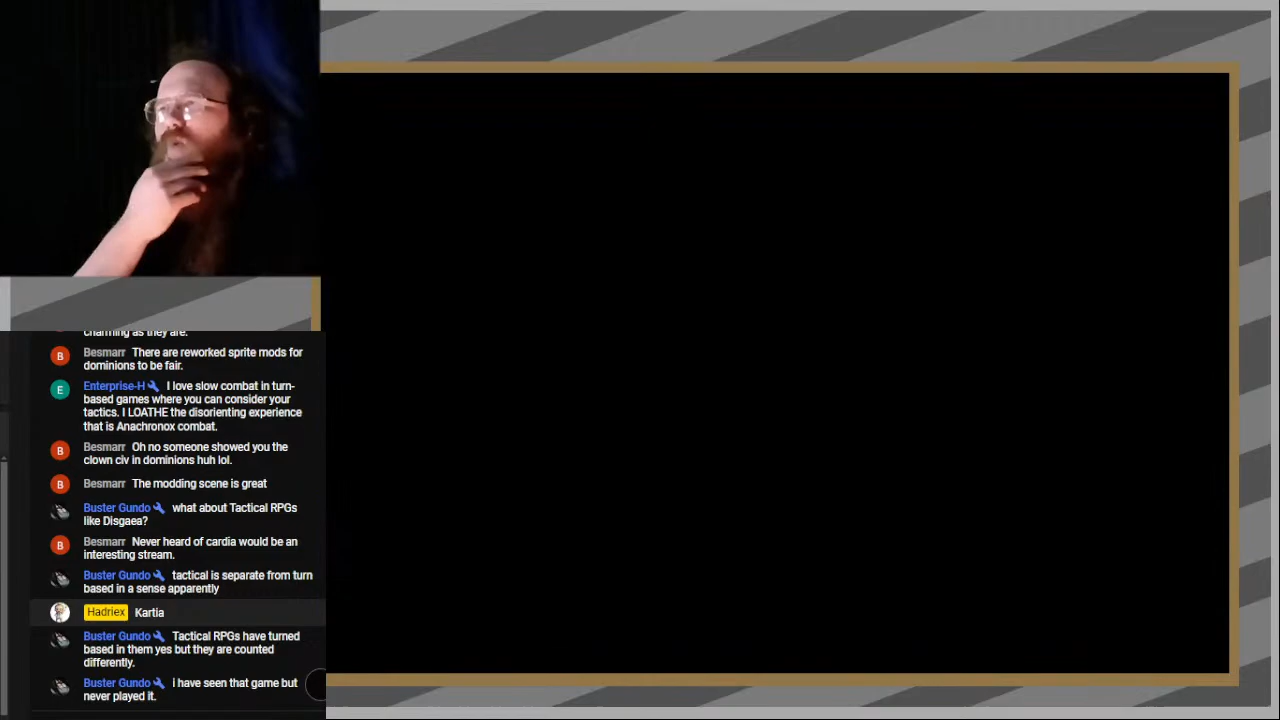 charming as they are.
B Besmarr There are reworked sprite mods for
dominions to be fair.
E Enterprise-H I love slow combat in turn-
based games where you can consider your
tactics. I LOATHE the disorienting experience
that is Anachronox combat.
B Besmarr Oh no someone showed you the
clown civ in dominions huh lol.
B Besmarr The modding scene is great
Buster Gundo what about Tactical RPGs
like Disgaea?
B Besmarr Never heard of cardia would be an
interesting stream.
Buster Gundo tactical is separate from turn
based in a sense apparently
Hadriex Kartia
Buster Gundo Tactical RPGs have turned
based in them yes but they are counted
differently.
Buster Gundo i have seen that game but
never played it.